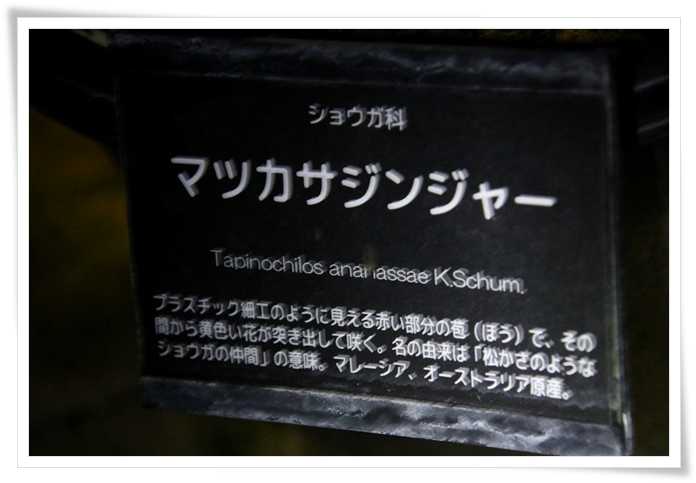 ショウガ科
マツカサジンジャー
Tapinochilos ananassae K.Schum.
プラスチック細工のように見える赤い部分の苞（ほう）で、その
間から黄色い花が突き出して咲く。名の由来は「松かさのような
ショウガの仲間」の意味。マレーシア、オーストラリア原産。